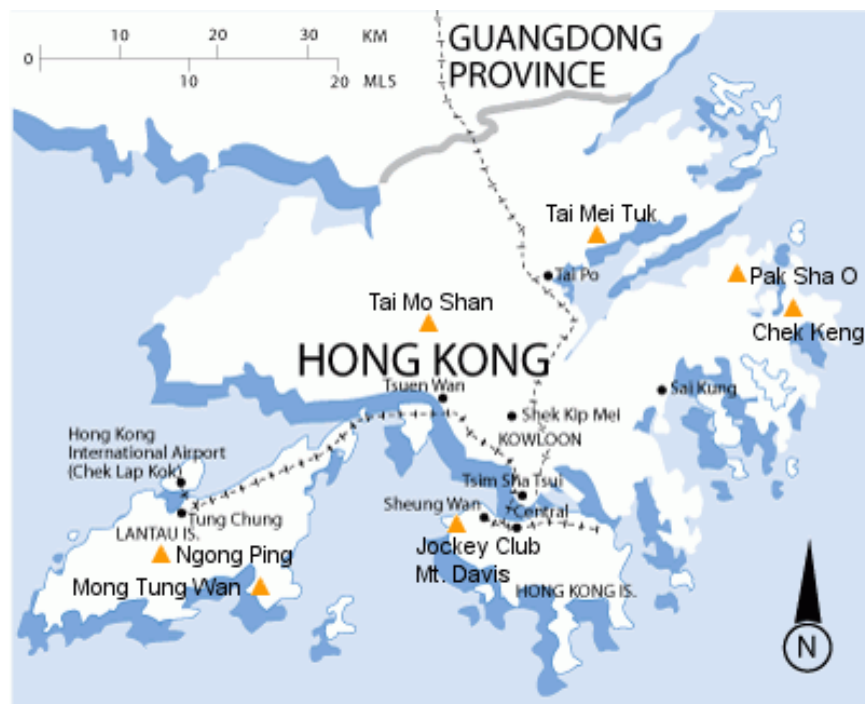 10 20 30 KM
0
10 20 MLS
GUANGDONG
PROVINCE
Tai Mei Tuk
Tai Po
Pak Sha O
Tai Mo Shan
Chek Keng
HONG KONG
Tsuen Wan
Sai Kung
Shek Kip Mei
KOWLOON
Hong Kong
International Airport
(Chek Lap Kok)
Tsim Sha Tsui
Sheung Wan
Central
Tung Chung
LANTAU IS.
Ngong Ping
Jockey Club
Mt. Davis
Mong Tung Wan
HONG KONG IS.
N